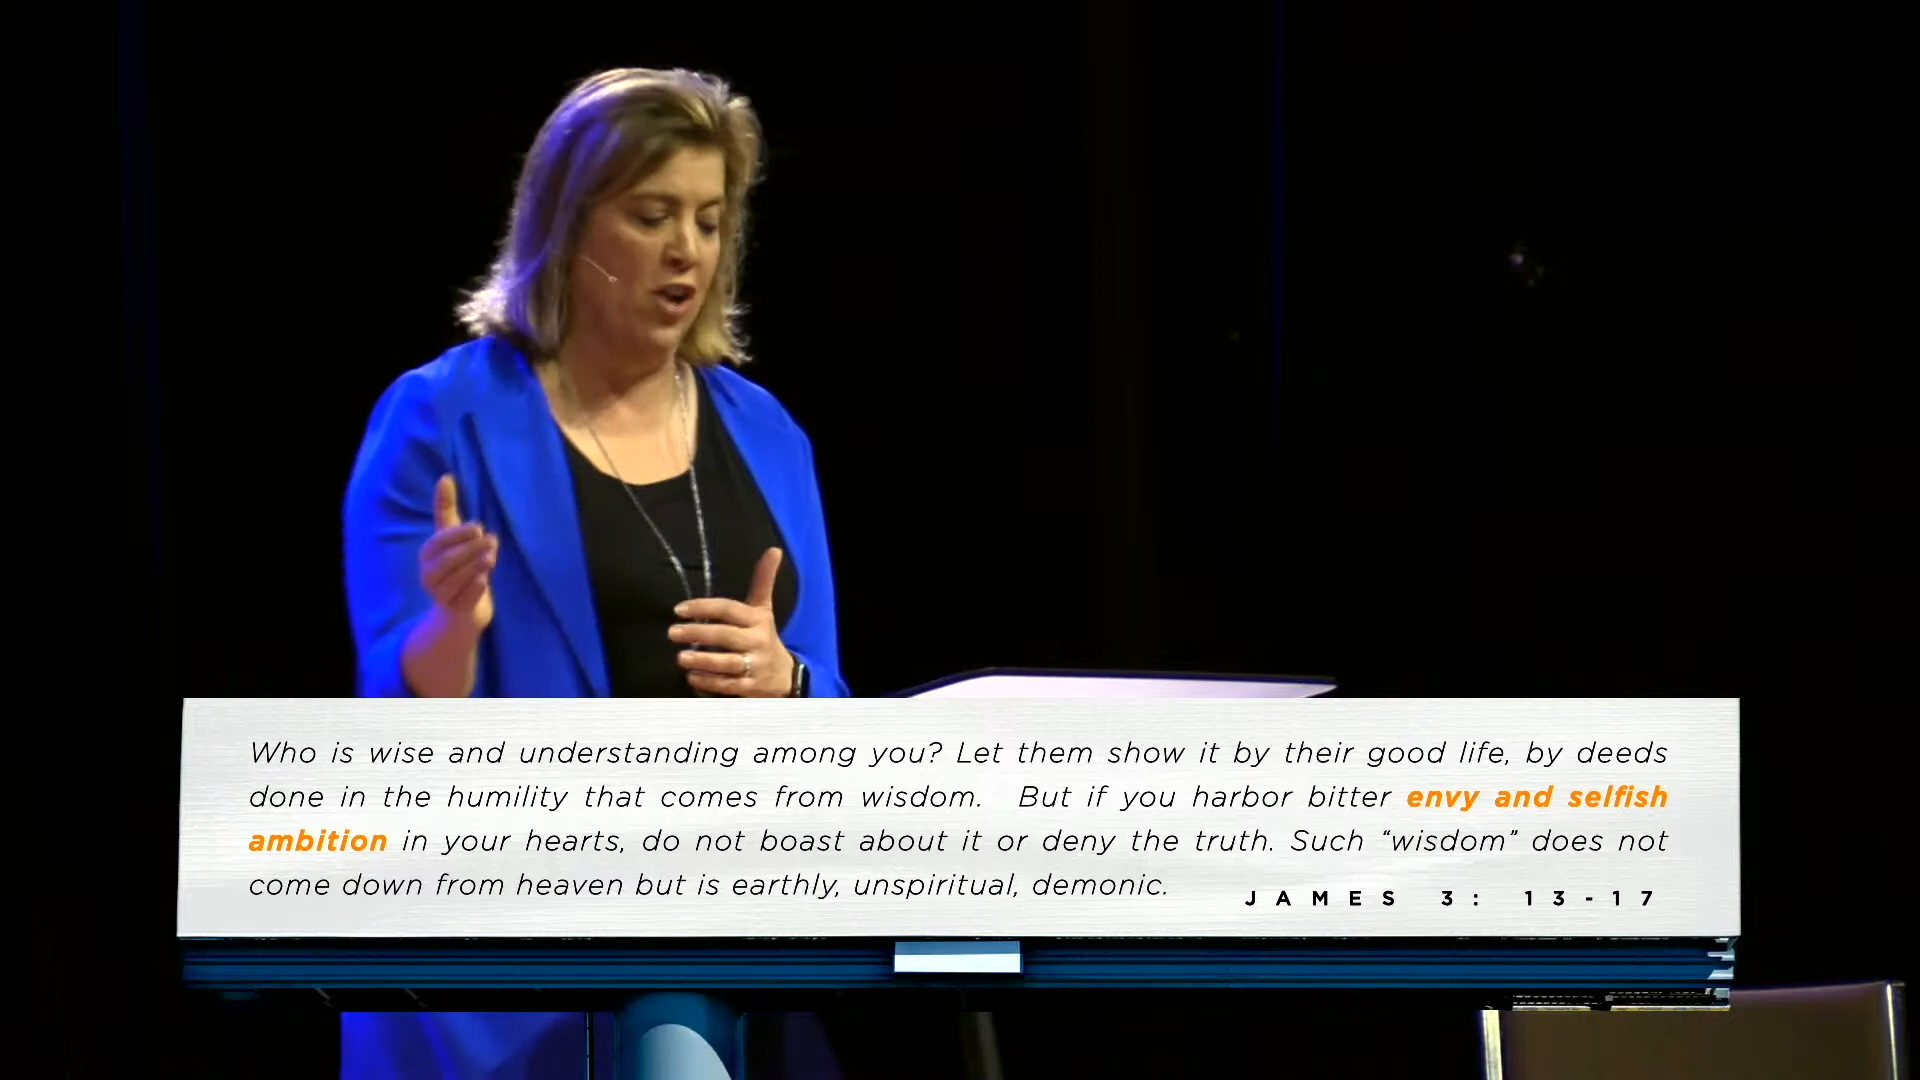 Who is wise and understanding among you? Let them show it by their good life, by deeds
done in the humility that comes from wisdom.  But if you harbor bitter envy and selfish
ambition in your hearts, do not boast about it or deny the truth. Such “wisdom” does not
come down from heaven but is earthly, unspiritual, demonic.
JAMES 3: 13-17